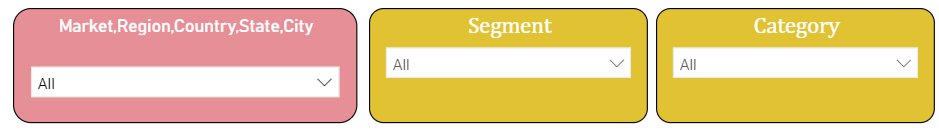 Market,Region,Country,State,City
All
Segment
All
Category
All